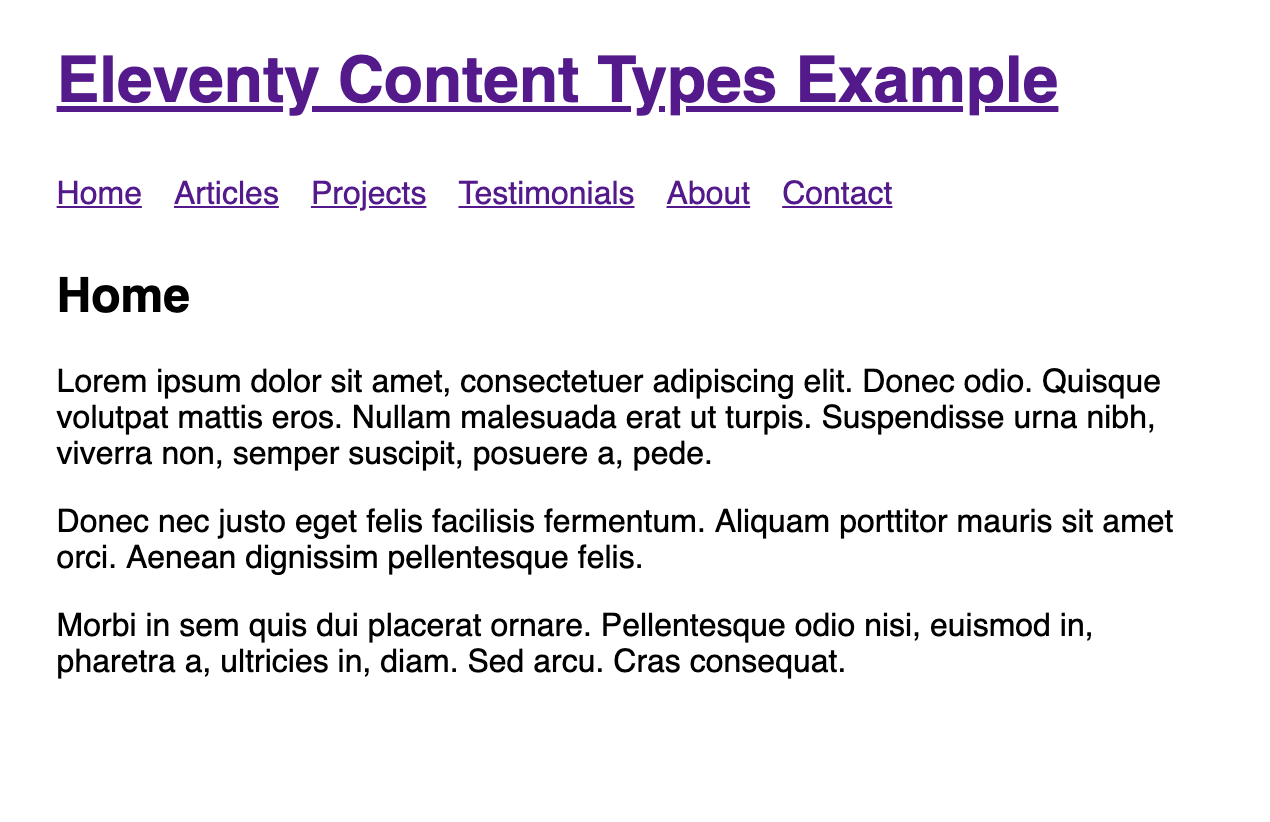 Eleventy Content Types Example
Home Articles Projects Testimonials About Contact
Home
Lorem ipsum dolor sit amet, consectetuer adipiscing elit. Donec odio. Quisque
volutpat mattis eros. Nullam malesuada erat ut turpis. Suspendisse urna nibh,
viverra non, semper suscipit, posuere a, pede.
Donec nec justo eget felis facilisis fermentum. Aliquam porttitor mauris sit amet
orci. Aenean dignissim pellentesque felis.
Morbi in sem quis dui placerat ornare. Pellentesque odio nisi, euismod in,
pharetra a, ultricies in, diam. Sed arcu. Cras consequat.